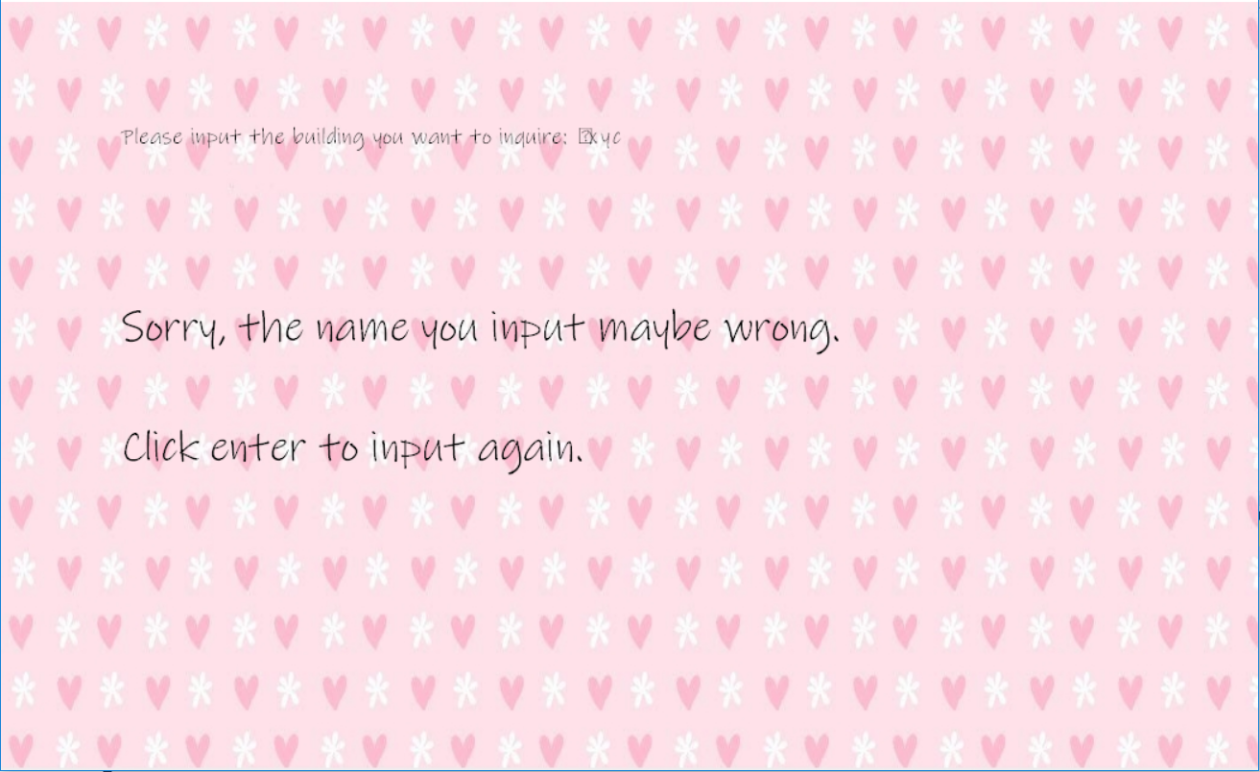 Please input the building you want to inquire: kyc
Sorry, the name you input maybe wrong.
Click enter to input again.